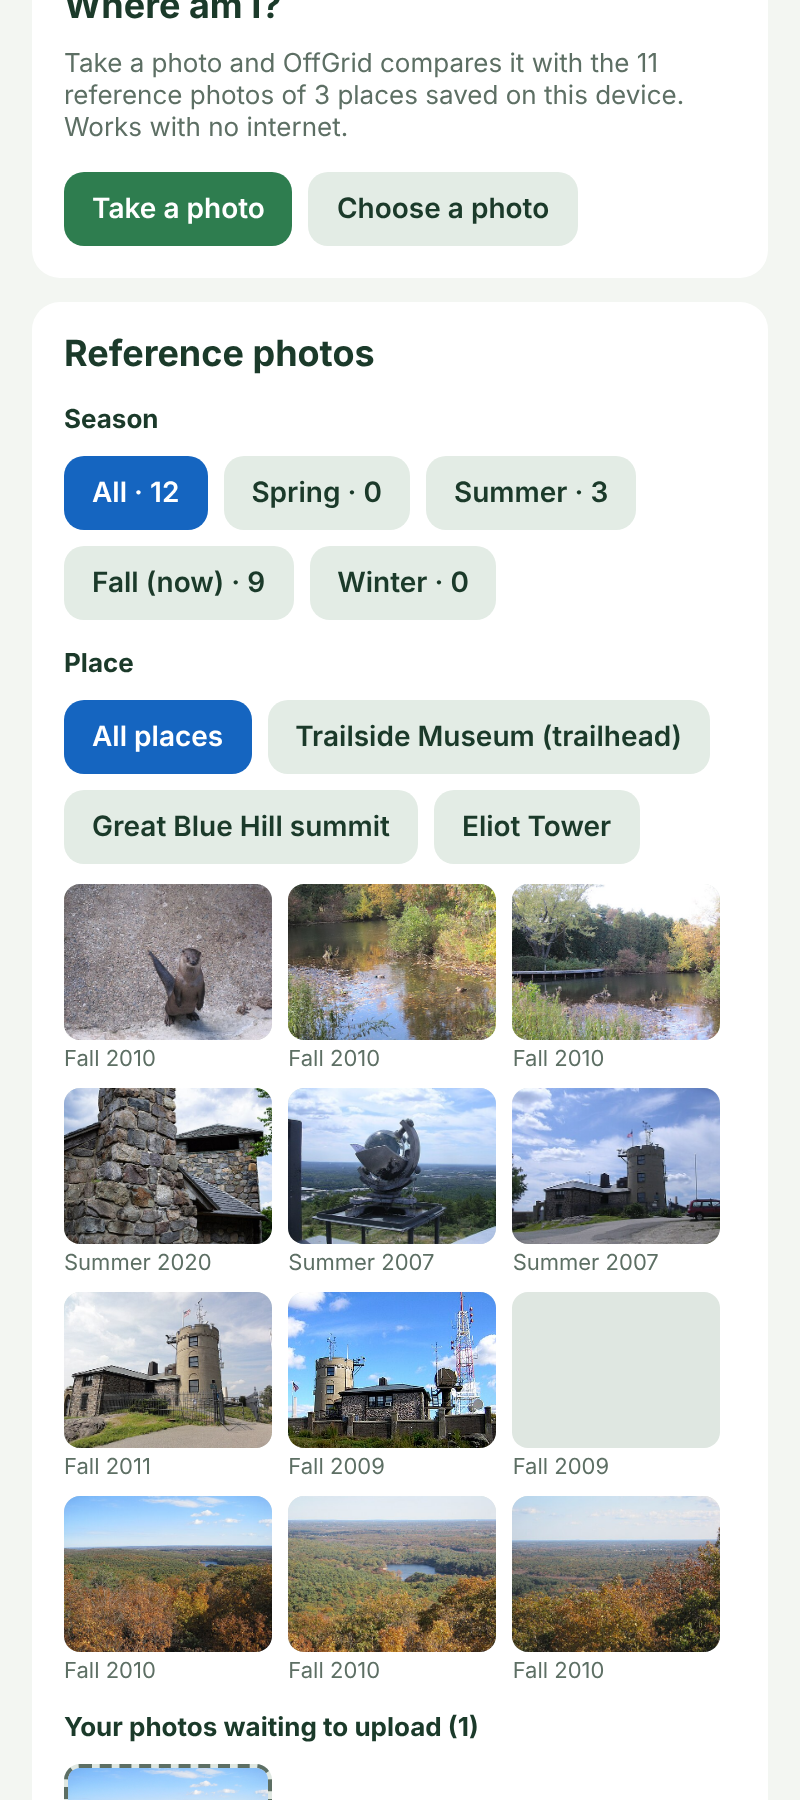 Where am I?
Take a photo and OffGrid compares it with the 11
reference photos of 3 places saved on this device.
Works with no internet.
Take a photo
Choose a photo
Reference photos
Season
All · 12
Spring · 0
Summer · 3
Fall (now) · 9
Winter · 0
Place
All places
Trailside Museum (trailhead)
Great Blue Hill summit
Eliot Tower
Fall 2010
Fall 2010
Fall 2010
Summer 2020
Summer 2007
Summer 2007
Fall 2011
Fall 2009
Fall 2009
Fall 2010
Fall 2010
Fall 2010
Your photos waiting to upload (1)